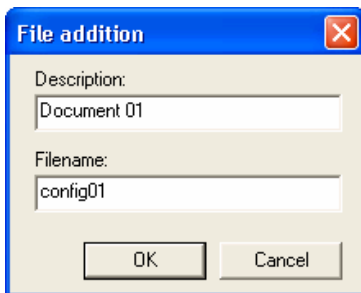 File addition
Description:
Document 01
Filename:
config01
OK Cancel